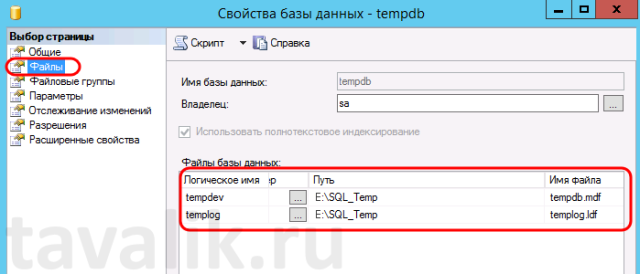 Свойства базы данных - tempdb
Выбор страницы
Общие
Файлы
Файловые группы
Параметры
Отслеживание изменений
Разрешения
Расширенные свойства
Скрипт Справка
Имя базы данных: tempdb
Владелец: sa ...
Использовать полнотекстовое индексирование
Файлы базы данных:
Логическое имя ер Путь Имя файла
tempdev ... E:\SQL_Temp tempdb.mdf
templog ... E:\SQL_Temp templog.ldf
tavalik.ru